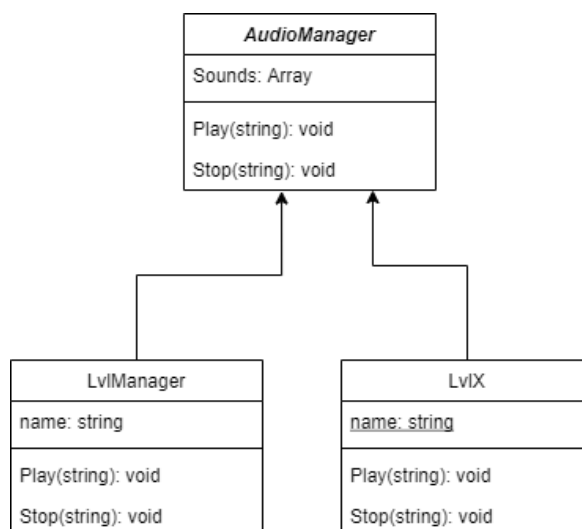 AudioManager
Sounds: Array
Play(string): void
Stop(string): void
LvlManager
name: string
Play(string): void
Stop(string): void
LvlX
name: string
Play(string): void
Stop(string): void